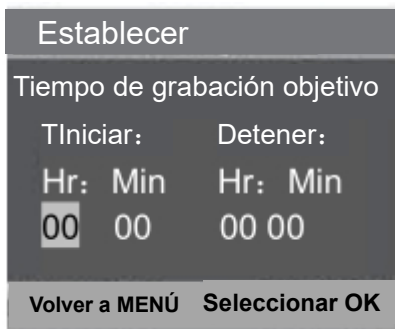 Establecer
Tiempo de grabación objetivo
TIniciar： Detener：
Hr：Min Hr：Min
00 00 00 00
Volver a MENÚ Seleccionar OK